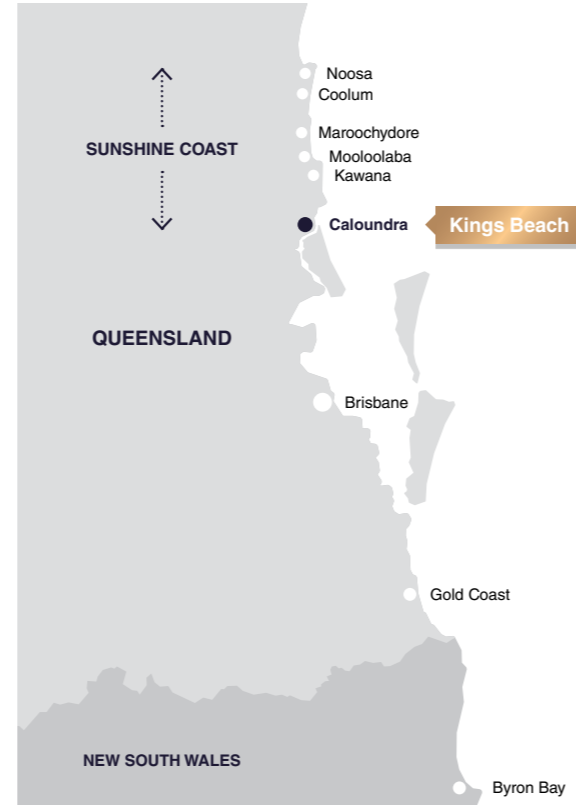 Noosa
Coolum
Maroochydore
SUNSHINE COAST
Mooloolaba
Kawana
Caloundra
Kings Beach
QUEENSLAND
Brisbane
Gold Coast
NEW SOUTH WALES
Byron Bay